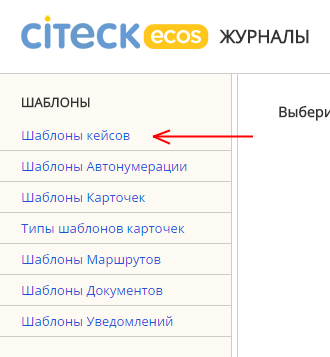 citeck ecos ЖУРНАЛЫ
ШАБЛОНЫ
Выбери
Шаблоны кейсов
Шаблоны Автонумерации
Шаблоны Карточек
Типы шаблонов карточек
Шаблоны Маршрутов
Шаблоны Документов
Шаблоны Уведомлений